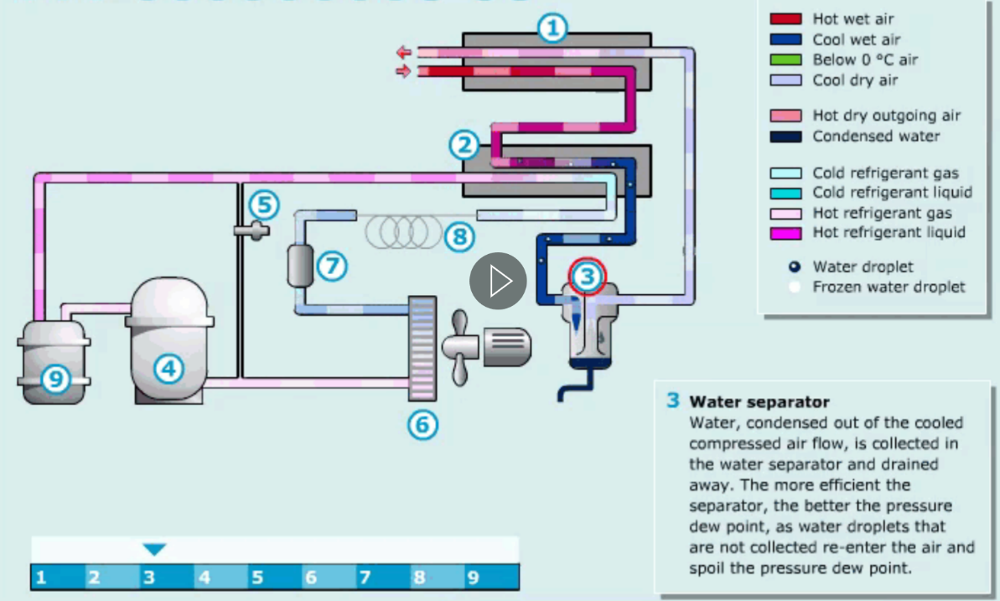 1
Hot wet air
Cool wet air
Below 0 °C air
Cool dry air
Hot dry outgoing air
Condensed water
2
Cold refrigerant gas
Cold refrigerant liquid
Hot refrigerant gas
Hot refrigerant liquid
5
8
7
3
Water droplet
Frozen water droplet
9
4
6
3 Water separator
Water, condensed out of the cooled
compressed air flow, is collected in
the water separator and drained
away. The more efficient the
separator, the better the pressure
dew point, as water droplets that
are not collected re-enter the air and
spoil the pressure dew point.
1 2 3 4 5 6 7 8 9